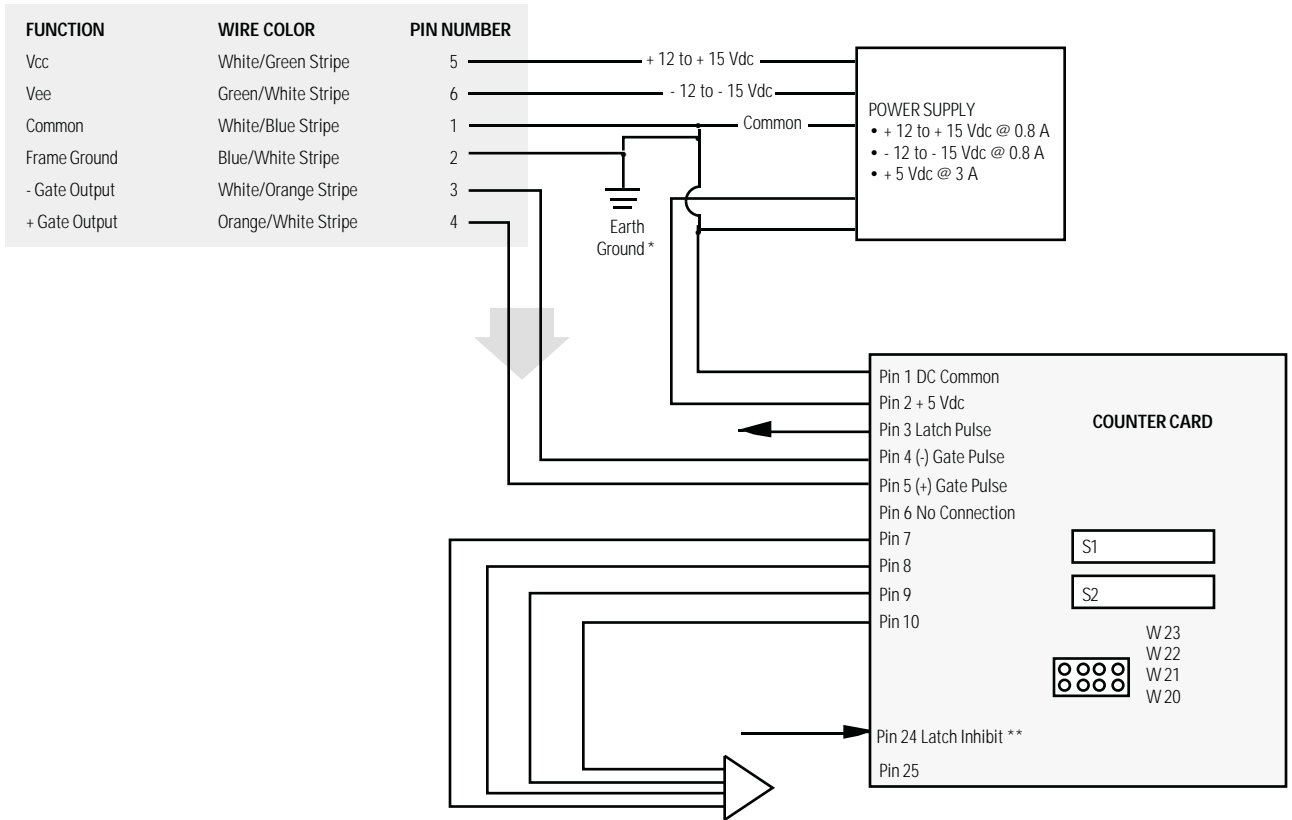 FUNCTION WIRE COLOR PIN NUMBER
Vcc White/Green Stripe 5
Vee Green/White Stripe 6
Common White/Blue Stripe 1
Frame Ground Blue/White Stripe 2
- Gate Output White/Orange Stripe 3
+ Gate Output Orange/White Stripe 4
+ 12 to + 15 Vdc
- 12 to - 15 Vdc
Common
Earth
Ground *
POWER SUPPLY
• + 12 to + 15 Vdc @ 0.8 A
• - 12 to - 15 Vdc @ 0.8 A
• + 5 Vdc @ 3 A
Pin 1 DC Common
Pin 2 + 5 Vdc
Pin 3 Latch Pulse
Pin 4 (-) Gate Pulse
Pin 5 (+) Gate Pulse
Pin 6 No Connection
Pin 7
Pin 8
Pin 9
Pin 10
Pin 24 Latch Inhibit **
Pin 25
COUNTER CARD
S1
S2
W 23
W 22
W 21
W 20